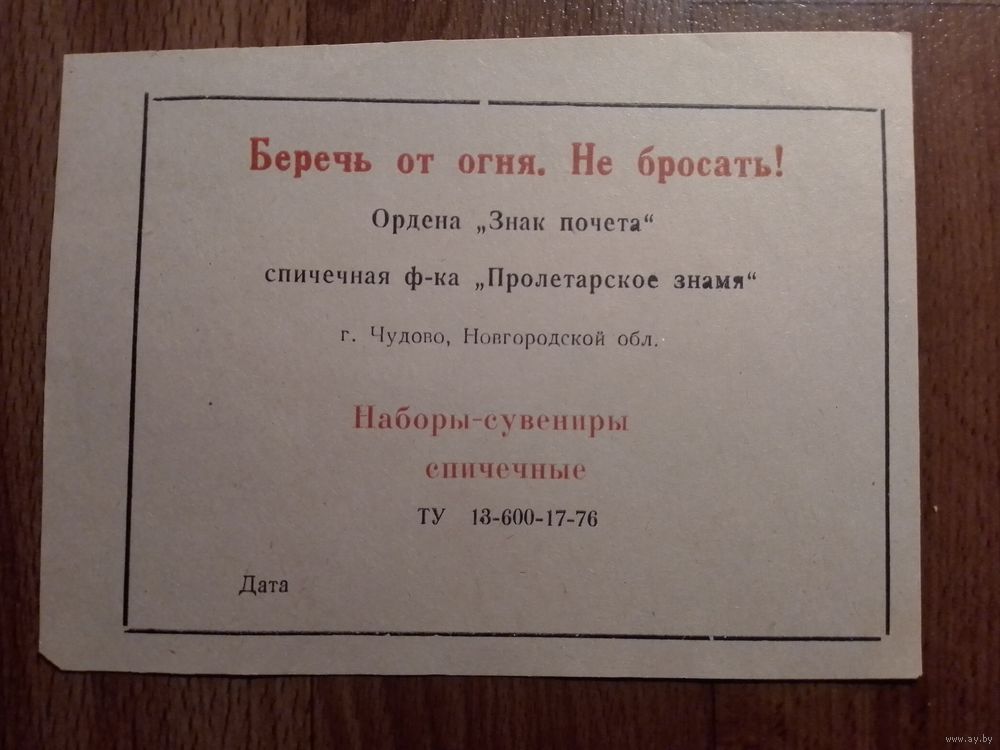 Беречь от огня. Не бросать!
Ордена „Знак почета“
спичечная ф-ка „Пролетарское знамя“
г. Чудово, Новгородской обл.
Наборы-сувениры
спичечные
ТУ 13-600-17-76
Дата
www.ay.by